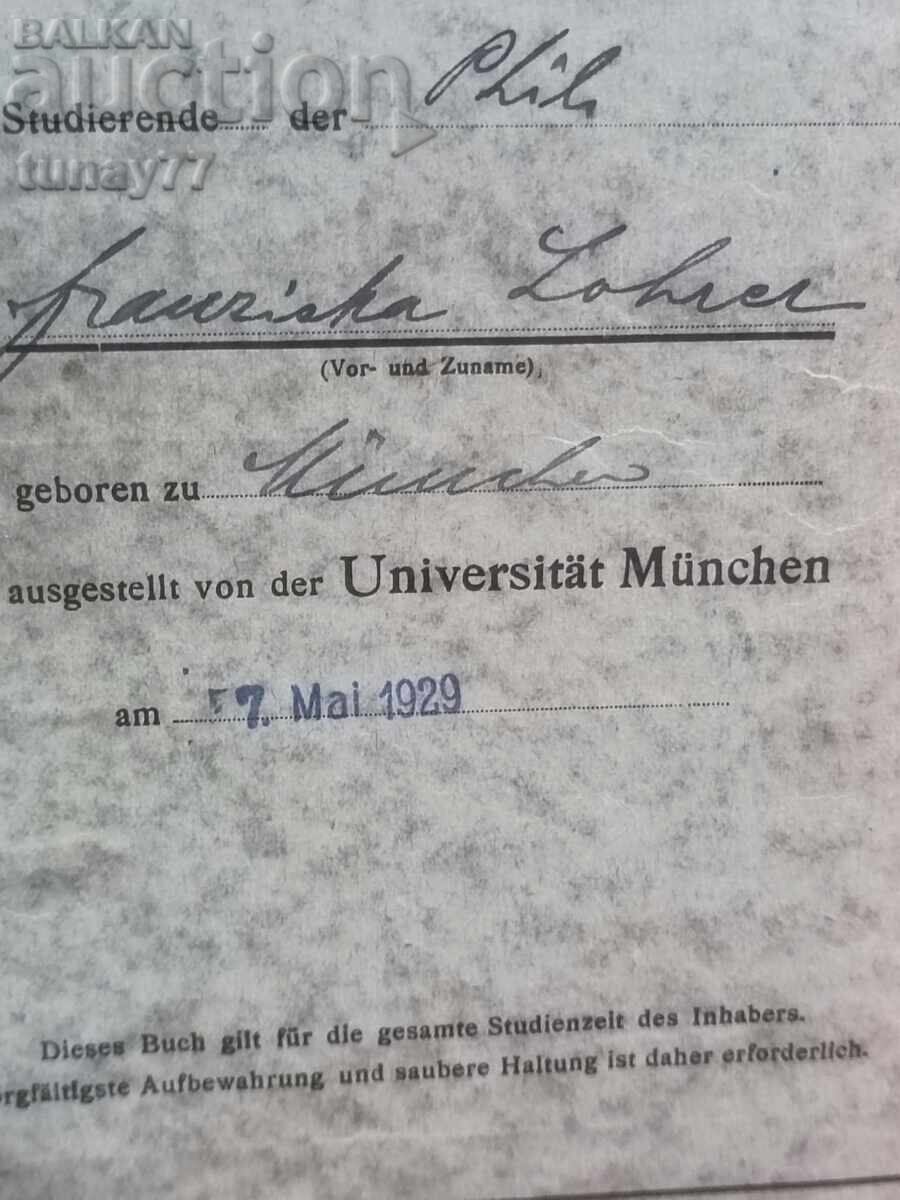 BALKAN
auction
tunay77
Studierende der Phil
Franziska Lohrer
(Vor- und Zuname)
geboren zu München
ausgestellt von der Universität München
am 7. Mai 1929
Dieses Buch gilt für die gesamte Studienzeit des Inhabers.
orgfältigste Aufbewahrung und saubere Haltung ist daher erforderlich.